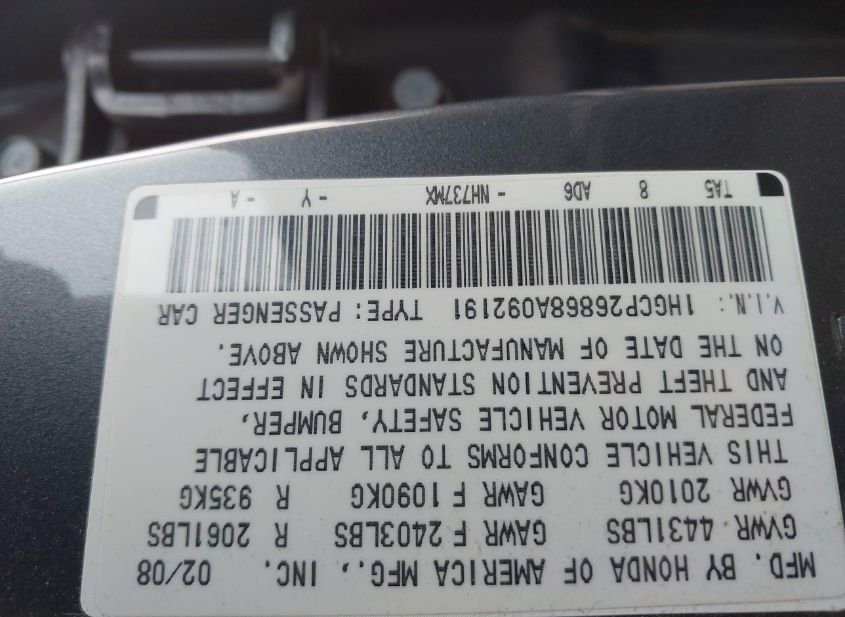 MFD. BY HONDA OF AMERICA MFG., INC. 02/08
GVWR 4431LBS GAWR F 2403LBS R 2061LBS
GVWR 2010KG GAWR F 1090KG R 935KG
THIS VEHICLE CONFORMS TO ALL APPLICABLE
FEDERAL MOTOR VEHICLE SAFETY, BUMPER,
AND THEFT PREVENTION STANDARDS IN EFFECT
ON THE DATE OF MANUFACTURE SHOWN ABOVE.
V.I.N.: 1HGCP26868A092191 TYPE: PASSENGER CAR
TA5 8 AD6 - NH737MX - Y - A